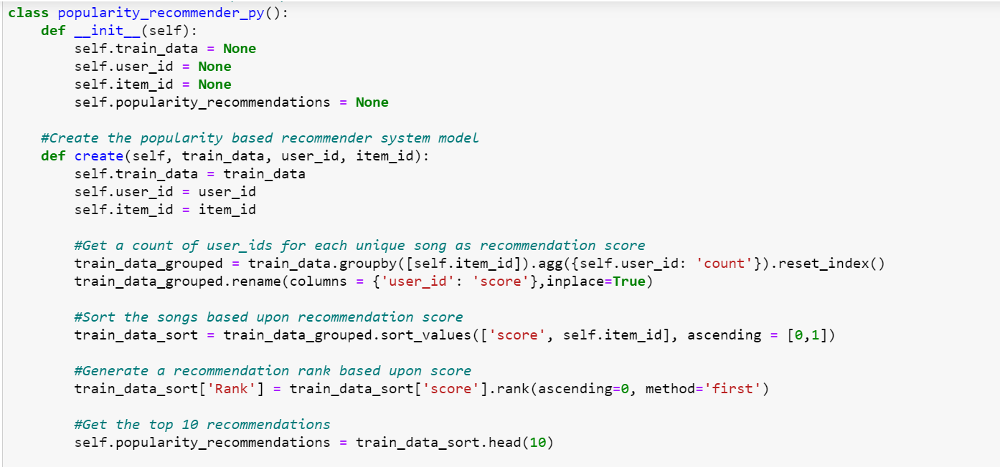 class popularity_recommender_py():
    def __init__(self):
        self.train_data = None
        self.user_id = None
        self.item_id = None
        self.popularity_recommendations = None

    #Create the popularity based recommender system model
    def create(self, train_data, user_id, item_id):
        self.train_data = train_data
        self.user_id = user_id
        self.item_id = item_id

        #Get a count of user_ids for each unique song as recommendation score
        train_data_grouped = train_data.groupby([self.item_id]).agg({self.user_id: 'count'}).reset_index()
        train_data_grouped.rename(columns = {'user_id': 'score'},inplace=True)

        #Sort the songs based upon recommendation score
        train_data_sort = train_data_grouped.sort_values(['score', self.item_id], ascending = [0,1])

        #Generate a recommendation rank based upon score
        train_data_sort['Rank'] = train_data_sort['score'].rank(ascending=0, method='first')

        #Get the top 10 recommendations
        self.popularity_recommendations = train_data_sort.head(10)